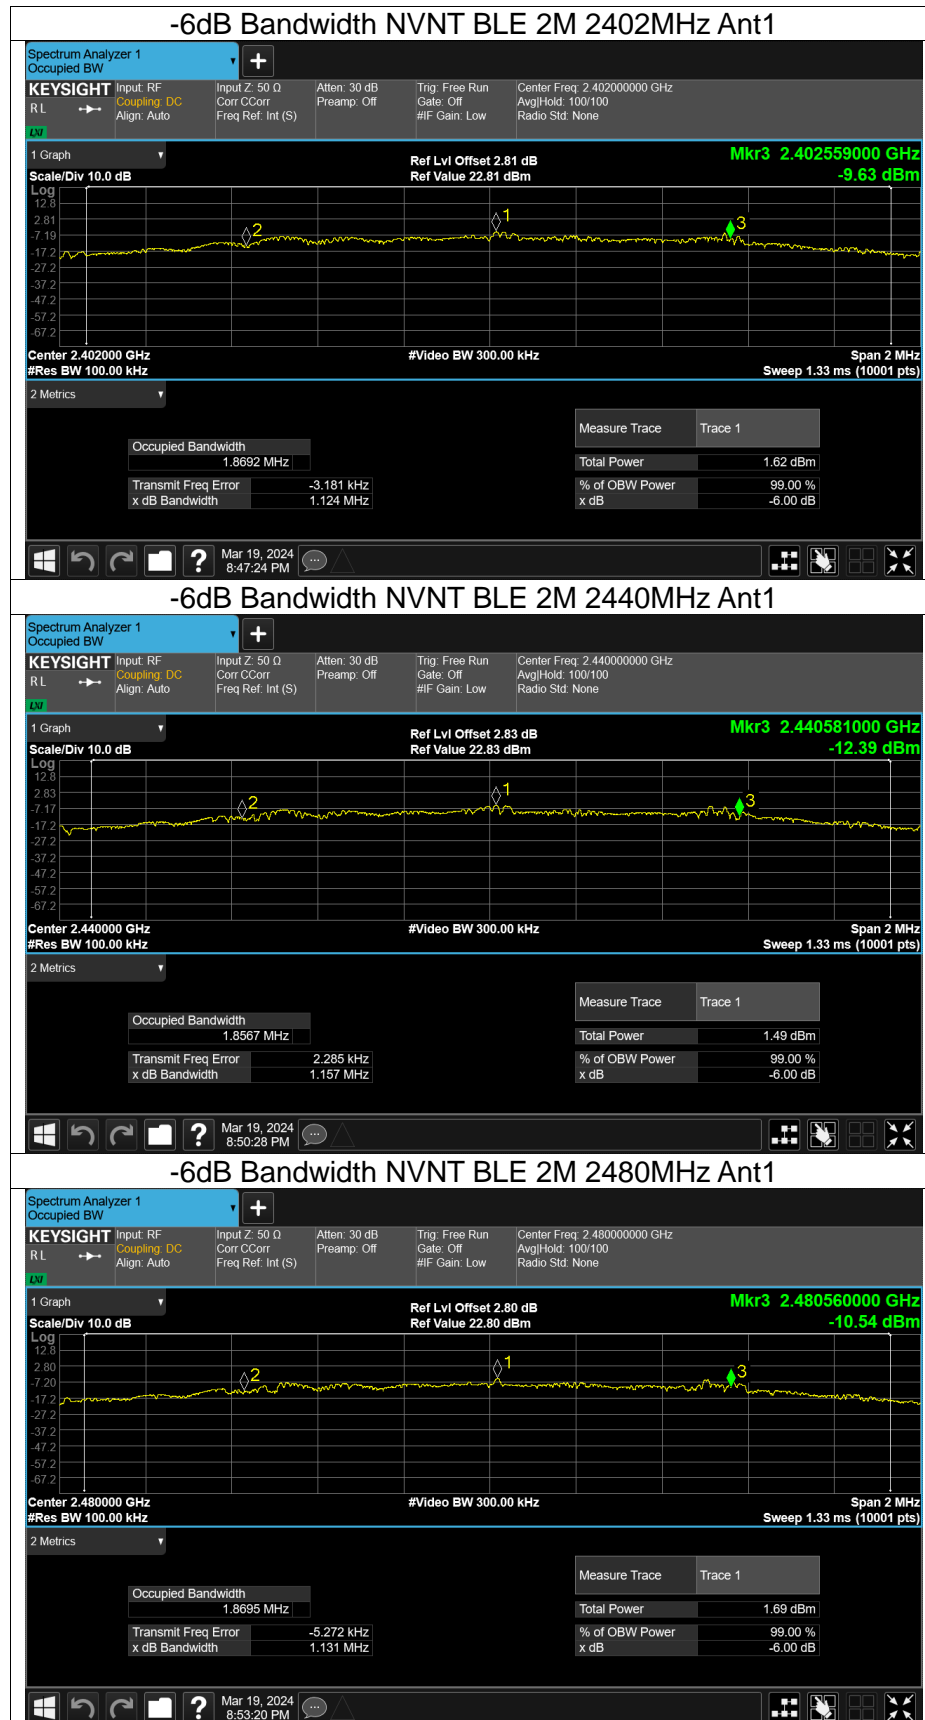 -6dB Bandwidth NVNT BLE 2M 2402MHz Ant1
Spectrum Analyzer 1
Occupied BW
+
KEYSIGHT
R L
LXI
Input: RF
Coupling: DC
Align: Auto
Input Z: 50 Ω
Corr CCorr
Freq Ref: Int (S)
Atten: 30 dB
Preamp: Off
Trig: Free Run
Gate: Off
#IF Gain: Low
Center Freq: 2.402000000 GHz
Avg|Hold: 100/100
Radio Std: None
1 Graph
Scale/Div 10.0 dB
Ref Lvl Offset 2.81 dB
Ref Value 22.81 dBm
Mkr3 2.402559000 GHz
-9.63 dBm
Log
12.8
2.81
-7.19
-17.2
-27.2
-37.2
-47.2
-57.2
-67.2
2
1
3
Center 2.402000 GHz
#Video BW 300.00 kHz
Span 2 MHz
#Res BW 100.00 kHz
Sweep 1.33 ms (10001 pts)
2 Metrics
Measure Trace Trace 1
Occupied Bandwidth
1.8692 MHz
Total Power 1.62 dBm
Transmit Freq Error -3.181 kHz
% of OBW Power 99.00 %
x dB Bandwidth 1.124 MHz
x dB -6.00 dB
?
Mar 19, 2024
8:47:24 PM
-6dB Bandwidth NVNT BLE 2M 2440MHz Ant1
Spectrum Analyzer 1
Occupied BW
+
KEYSIGHT
R L
LXI
Input: RF
Coupling: DC
Align: Auto
Input Z: 50 Ω
Corr CCorr
Freq Ref: Int (S)
Atten: 30 dB
Preamp: Off
Trig: Free Run
Gate: Off
#IF Gain: Low
Center Freq: 2.440000000 GHz
Avg|Hold: 100/100
Radio Std: None
1 Graph
Scale/Div 10.0 dB
Ref Lvl Offset 2.83 dB
Ref Value 22.83 dBm
Mkr3 2.440581000 GHz
-12.39 dBm
Log
12.8
2.83
-7.17
-17.2
-27.2
-37.2
-47.2
-57.2
-67.2
2
1
3
Center 2.440000 GHz
#Video BW 300.00 kHz
Span 2 MHz
#Res BW 100.00 kHz
Sweep 1.33 ms (10001 pts)
2 Metrics
Measure Trace Trace 1
Occupied Bandwidth
1.8567 MHz
Total Power 1.49 dBm
Transmit Freq Error 2.285 kHz
% of OBW Power 99.00 %
x dB Bandwidth 1.157 MHz
x dB -6.00 dB
?
Mar 19, 2024
8:50:28 PM
-6dB Bandwidth NVNT BLE 2M 2480MHz Ant1
Spectrum Analyzer 1
Occupied BW
+
KEYSIGHT
R L
LXI
Input: RF
Coupling: DC
Align: Auto
Input Z: 50 Ω
Corr CCorr
Freq Ref: Int (S)
Atten: 30 dB
Preamp: Off
Trig: Free Run
Gate: Off
#IF Gain: Low
Center Freq: 2.480000000 GHz
Avg|Hold: 100/100
Radio Std: None
1 Graph
Scale/Div 10.0 dB
Ref Lvl Offset 2.80 dB
Ref Value 22.80 dBm
Mkr3 2.480560000 GHz
-10.54 dBm
Log
12.8
2.80
-7.20
-17.2
-27.2
-37.2
-47.2
-57.2
-67.2
2
1
3
Center 2.480000 GHz
#Video BW 300.00 kHz
Span 2 MHz
#Res BW 100.00 kHz
Sweep 1.33 ms (10001 pts)
2 Metrics
Measure Trace Trace 1
Occupied Bandwidth
1.8695 MHz
Total Power 1.69 dBm
Transmit Freq Error -5.272 kHz
% of OBW Power 99.00 %
x dB Bandwidth 1.131 MHz
x dB -6.00 dB
?
Mar 19, 2024
8:53:20 PM